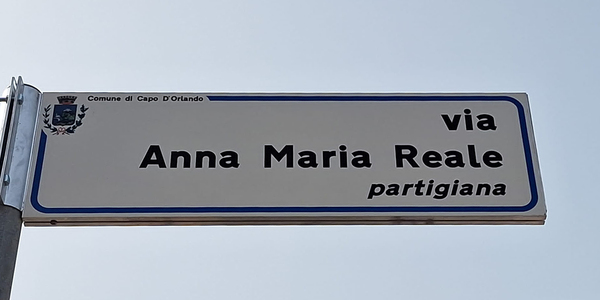 Comune di Capo D'Orlando
via
Anna Maria Reale
partigiana